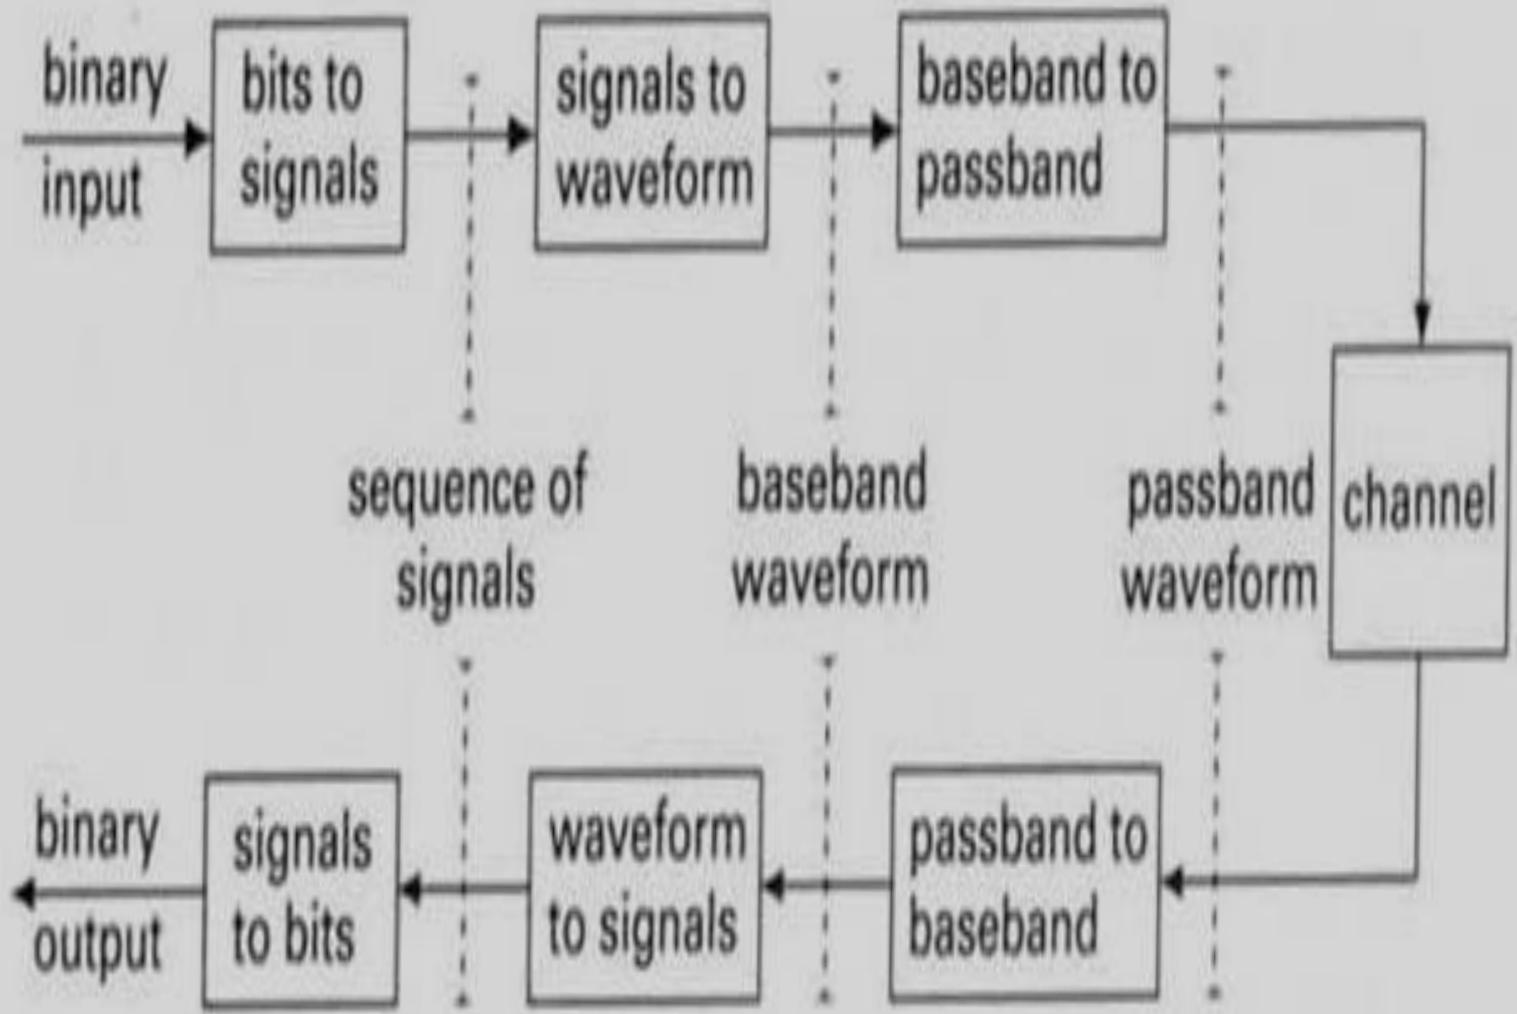 binary
input
bits to
signals
signals to
waveform
baseband to
passband
sequence of
signals
baseband
waveform
passband
waveform
channel
binary
output
signals
to bits
waveform
to signals
passband to
baseband